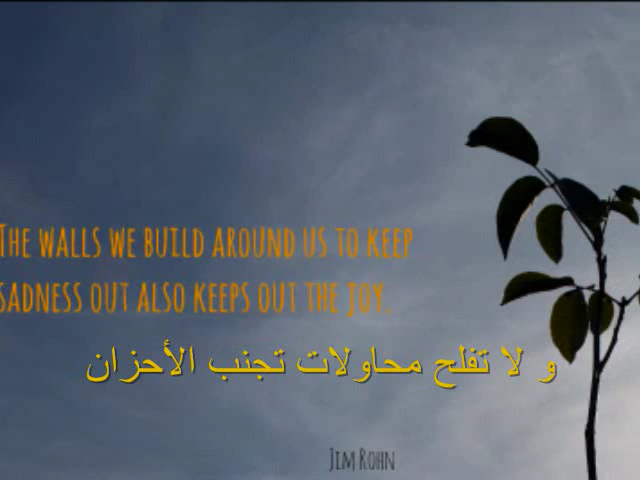 THE WALLS WE BUILD AROUND US TO KEEP
SADNESS OUT ALSO KEEPS OUT THE JOY.
و لا تفلح محاولات تجنب الأحزان
JIM ROHN